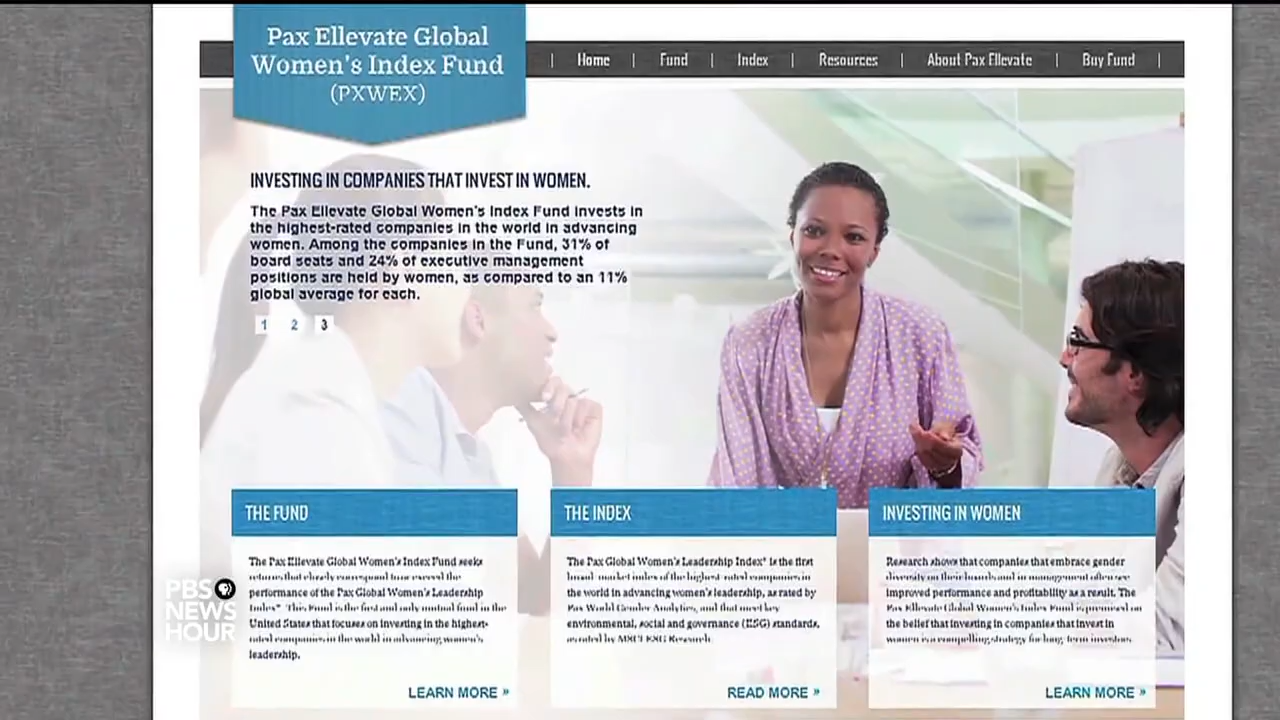 Pax Ellevate Global
Women's Index Fund
(PXWEX)
Home
Fund
Index
Resources
About Pax Ellevate
Buy Fund
INVESTING IN COMPANIES THAT INVEST IN WOMEN.
The Pax Ellevate Global Women's Index Fund invests in
the highest-rated companies in the world in advancing
women. Among the companies in the Fund, 31% of
board seats and 24% of executive management
positions are held by women, as compared to an 11%
global average for each.
1 2 3
THE FUND
The Pax Ellevate Global Women's Index Fund seeks
returns that closely correspond to or exceed the
performance of the Pax Global Women's Leadership
Index*. This Fund is the first and only mutual fund in the
United States that focuses on investing in the highest-
rated companies in the world in advancing women's
leadership.
LEARN MORE »
THE INDEX
The Pax Global Women's Leadership Index* is the first
broad-market index of the highest-rated companies in
the world in advancing women's leadership, as rated by
Pax World Gender Analytics, and that meet key
environmental, social and governance (ESG) standards,
as rated by MSCI ESG Research.
READ MORE »
INVESTING IN WOMEN
Research shows that companies that embrace gender
diversity on their boards and in management often see
improved performance and profitability as a result. The
Pax Ellevate Global Women's Index Fund is premised on
the belief that investing in companies that invest in
women is a compelling strategy for long-term investors.
LEARN MORE »
PBS
NEWS
HOUR